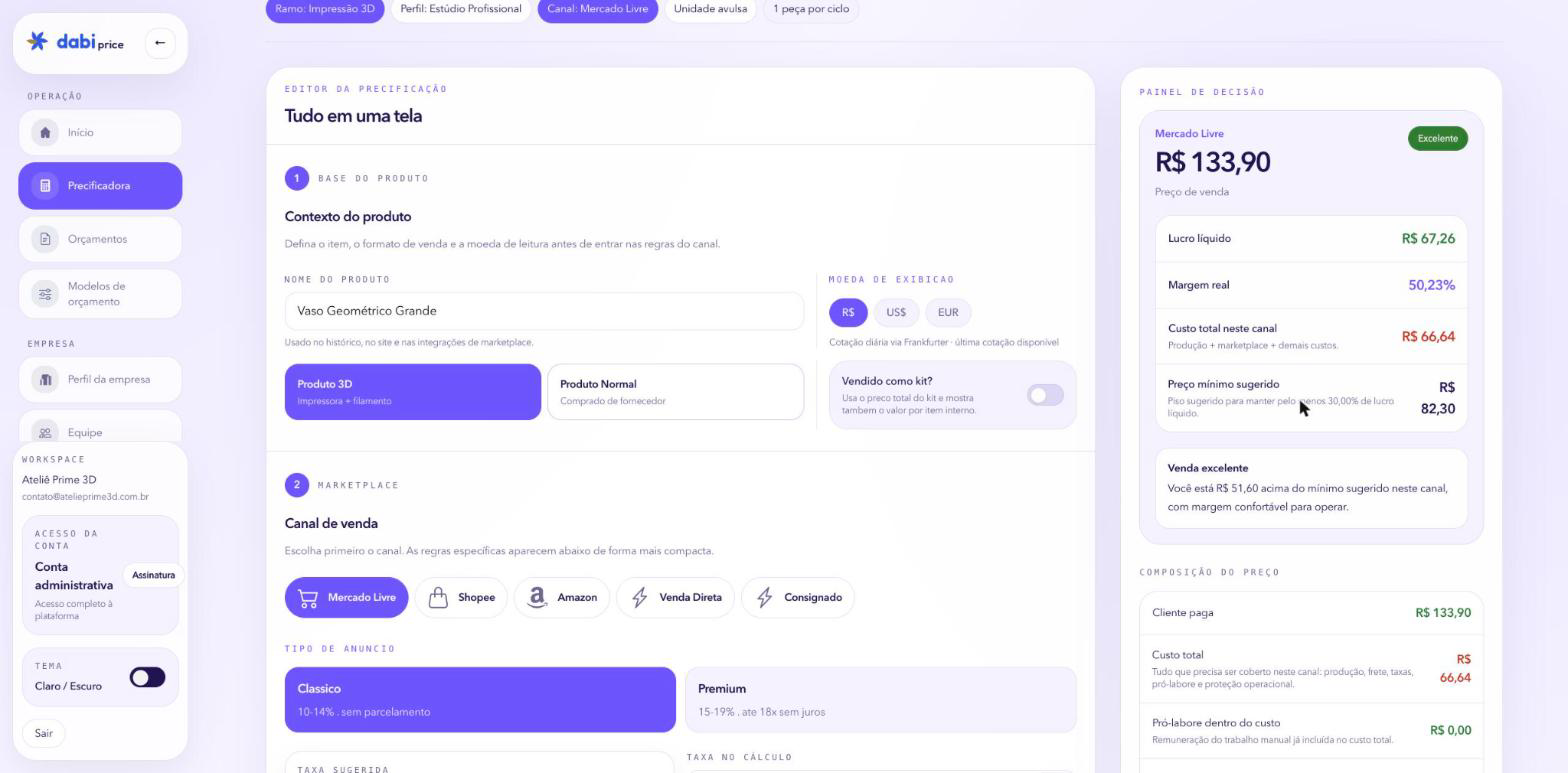 Ramo: Impressão 3D
Perfil: Estúdio Profissional
Canal: Mercado Livre
Unidade avulsa
1 peça por ciclo
dabi price
OPERAÇÃO
Início
Precificadora
Orçamentos
Modelos de
orçamento
EMPRESA
Perfil da empresa
Equipe
WORKSPACE
Ateliê Prime 3D
contato@atelieprime3d.com.br
ACESSO DA
CONTA
Conta
administrativa
Assinatura
Acesso completo à
plataforma
TEMA
Claro / Escuro
Sair
EDITOR DA PRECIFICAÇÃO
Tudo em uma tela
1 BASE DO PRODUTO
Contexto do produto
Defina o item, o formato de venda e a moeda de leitura antes de entrar nas regras do canal.
NOME DO PRODUTO
Vaso Geométrico Grande
Usado no histórico, no site e nas integrações de marketplace.
Produto 3D
Impressora + filamento
Produto Normal
Comprado de fornecedor
MOEDA DE EXIBICAO
R$
US$
EUR
Cotação diária via Frankfurter · última cotação disponível
Vendido como kit?
Usa o preco total do kit e mostra
tambem o valor por item interno.
2 MARKETPLACE
Canal de venda
Escolha primeiro o canal. As regras específicas aparecem abaixo de forma mais compacta.
Mercado Livre
Shopee
Amazon
Venda Direta
Consignado
TIPO DE ANUNCIO
Classico
10-14% . sem parcelamento
Premium
15-19% . ate 18x sem juros
TAXA SUGERIDA
TAXA NO CÁLCULO
PAINEL DE DECISÃO
Mercado Livre
Excelente
R$ 133,90
Preço de venda
Lucro líquido
R$ 67,26
Margem real
50,23%
Custo total neste canal
Produção + marketplace + demais custos.
R$ 66,64
Preço mínimo sugerido
Piso sugerido para manter pelo menos 30,00% de lucro
líquido.
R$
82,30
Venda excelente
Você está R$ 51,60 acima do mínimo sugerido neste canal,
com margem confortável para operar.
COMPOSIÇÃO DO PREÇO
Cliente paga
R$ 133,90
Custo total
Tudo que precisa ser coberto neste canal: produção, frete, taxas,
pró-labore e proteção operacional.
R$
66,64
Pró-labore dentro do custo
Remuneração do trabalho manual já incluída no custo total.
R$ 0,00